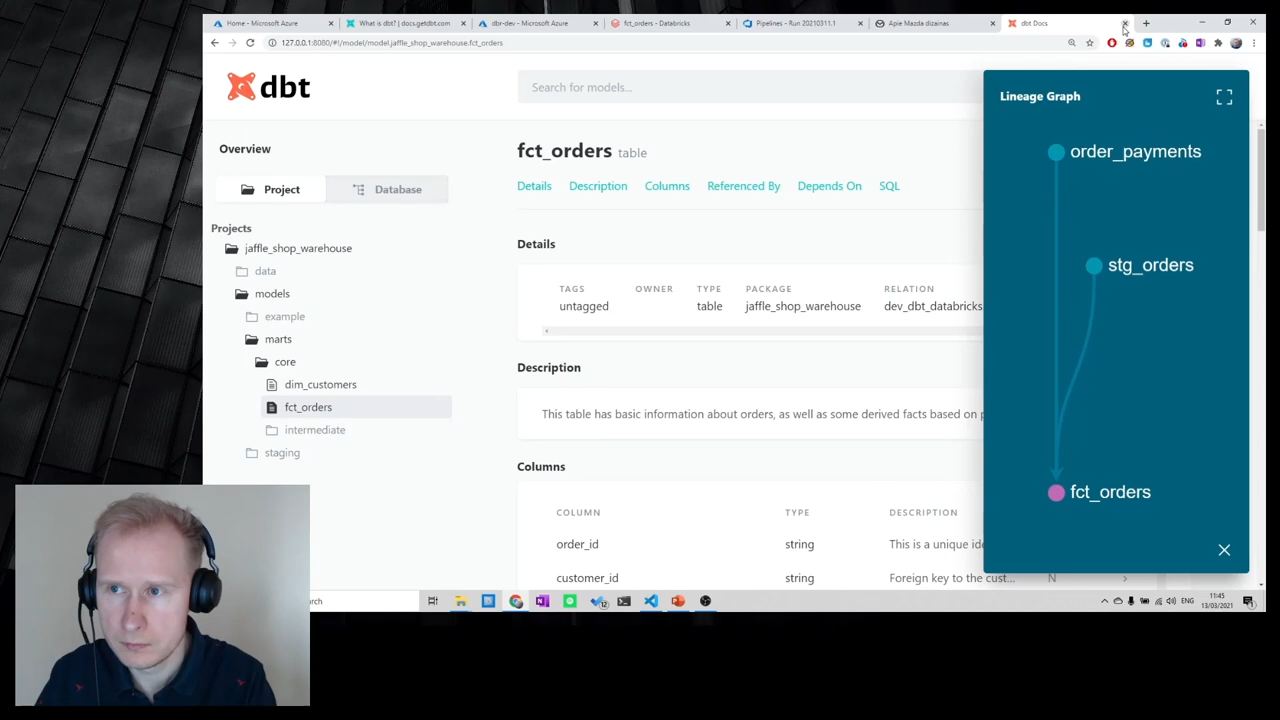 Home - Microsoft Azure
What is dbt? | docs.getdbt.com
dbr-dev - Microsoft Azure
fct_orders - Databricks
Pipelines - Run 20210311.1
Apie Mazda dizainas
dbt Docs
127.0.0.1:8080/#!/model/model.jaffle_shop_warehouse.fct_orders
dbt
Search for models...
Lineage Graph
order_payments
stg_orders
fct_orders
Overview
Project
Database
Projects
jaffle_shop_warehouse
data
models
example
marts
core
dim_customers
fct_orders
intermediate
staging
fct_orders table
Details
Description
Columns
Referenced By
Depends On
SQL
Details
TAGS
OWNER
TYPE
PACKAGE
RELATION
untagged
table
jaffle_shop_warehouse
dev_dbt_databricks
Description
This table has basic information about orders, as well as some derived facts based on p
Columns
COLUMN
TYPE
DESCRIPTION
order_id
string
This is a unique ide
customer_id
string
Foreign key to the cust...
N
rch
12
ENG
11:45
13/03/2021